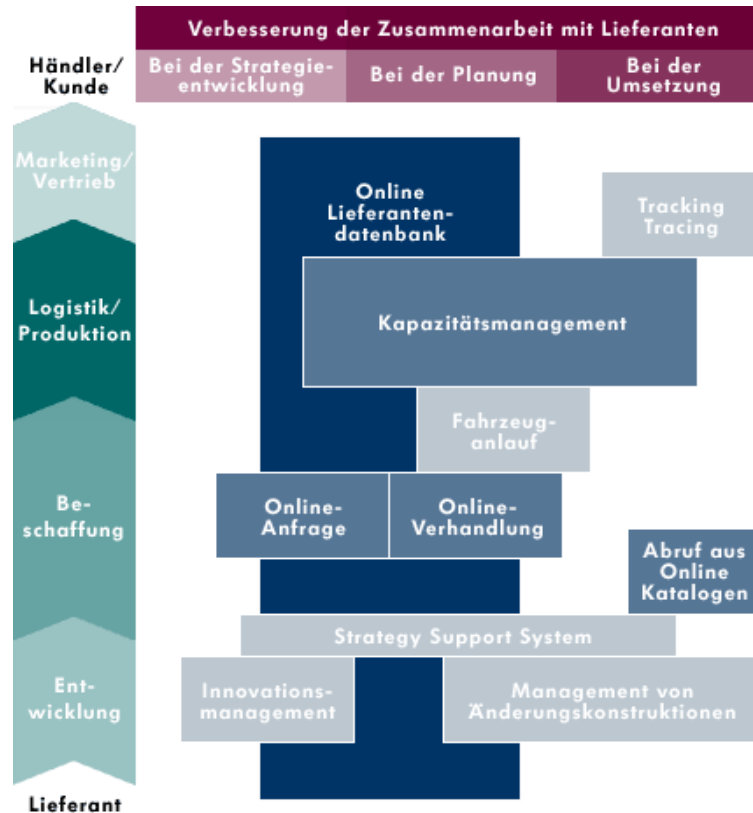 Verbesserung der Zusammenarbeit mit Lieferanten
Händler/
Kunde
Bei der Strategie-
entwicklung
Bei der Planung
Bei der
Umsetzung
Marketing/
Vertrieb
Online
Lieferanten-
datenbank
Tracking
Tracing
Logistik/
Produktion
Kapazitätsmanagement
Fahrzeug-
anlauf
Be-
schaffung
Online-
Anfrage
Online-
Verhandlung
Abruf aus
Online
Katalogen
Strategy Support System
Ent-
wicklung
Innovations-
management
Management von
Änderungskonstruktionen
Lieferant